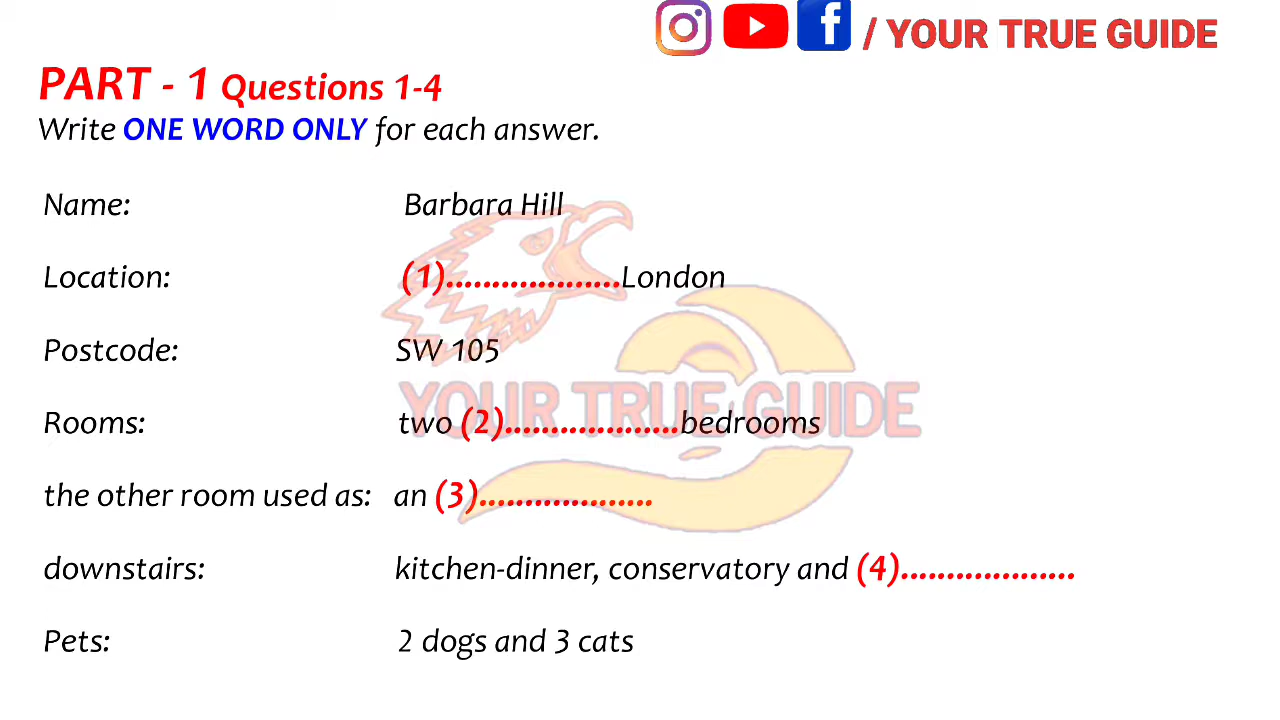 / YOUR TRUE GUIDE
PART - 1 Questions 1-4
Write ONE WORD ONLY for each answer.
Name: Barbara Hill
Location: (1)...................London
Postcode: SW 105
Rooms: two (2)...................bedrooms
the other room used as: an (3)...................
downstairs: kitchen-dinner, conservatory and (4)...................
Pets: 2 dogs and 3 cats
YOUR TRUE GUIDE